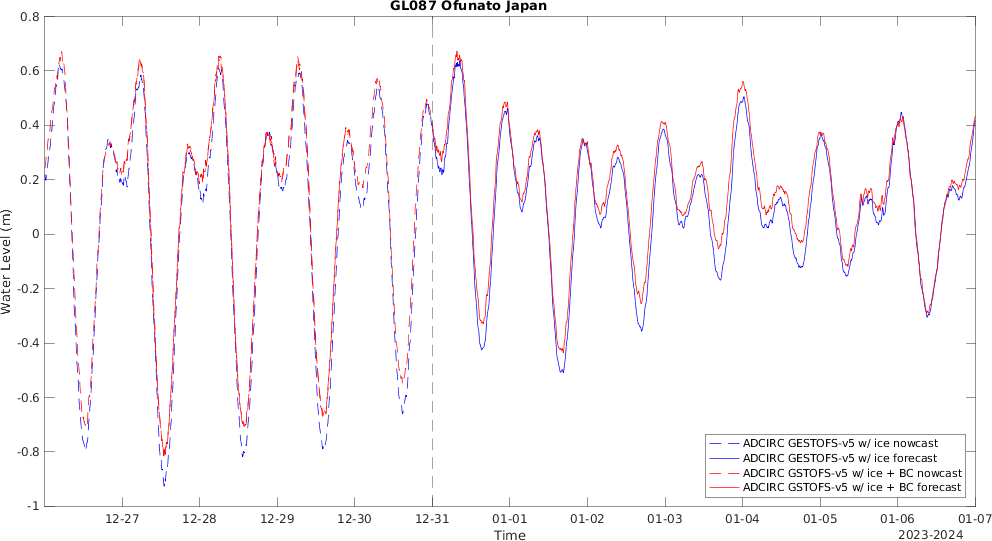 GL087 Ofunato Japan
0.8
0.6
0.4
0.2
0
-0.2
-0.4
-0.6
-0.8
-1
Water Level (m)
ADCIRC GESTOFS-v5 w/ ice nowcast
ADCIRC GESTOFS-v5 w/ ice forecast
ADCIRC GSTOFS-v5 w/ ice + BC nowcast
ADCIRC GSTOFS-v5 w/ ice + BC forecast
12-27 12-28 12-29 12-30 12-31 01-01 01-02 01-03 01-04 01-05 01-06 01-07
Time
2023-2024